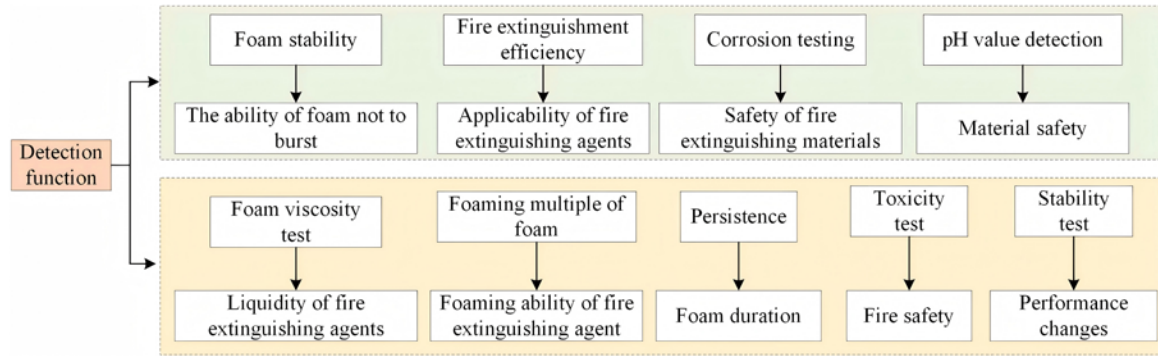 Detection
function
Foam stability
Fire extinguishment
efficiency
Corrosion testing
pH value detection
The ability of foam not to
burst
Applicability of fire
extinguishing agents
Safety of fire
extinguishing materials
Material safety
Foam viscosity
test
Foaming multiple of
foam
Persistence
Toxicity
test
Stability
test
Liquidity of fire
extinguishing agents
Foaming ability of fire
extinguishing agent
Foam duration
Fire safety
Performance
changes